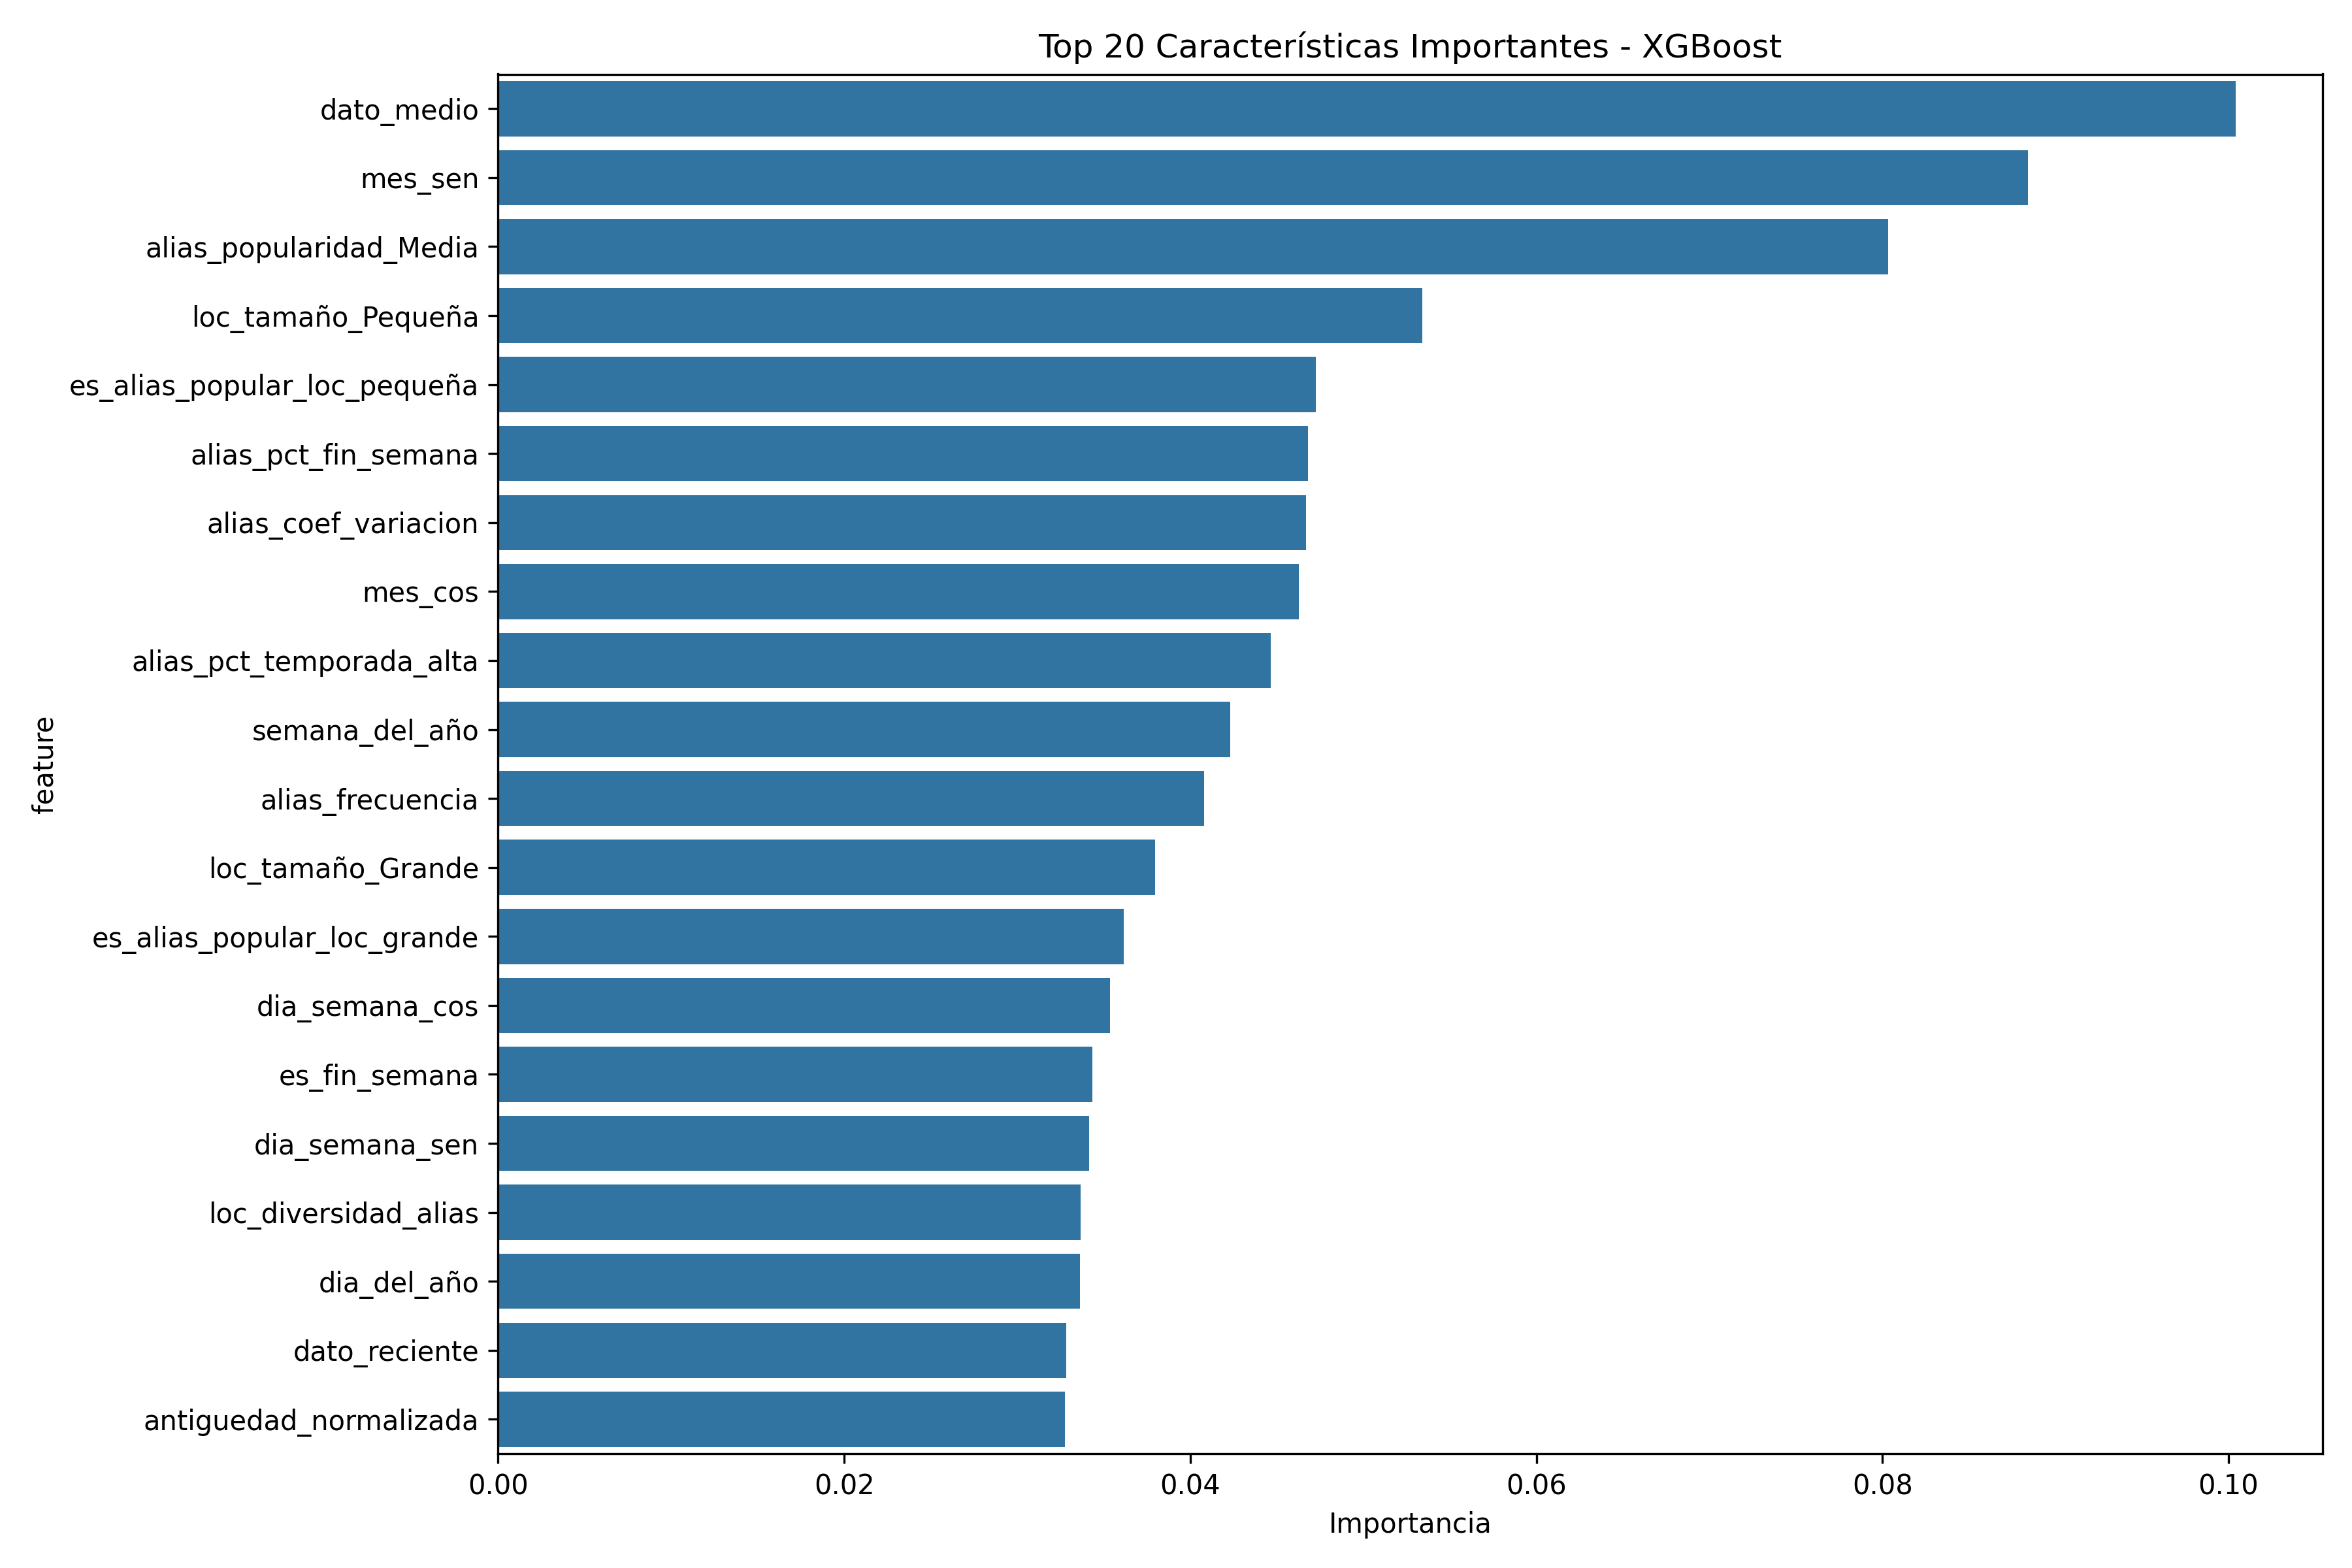 Top 20 Características Importantes - XGBoost
dato_medio
mes_sen
alias_popularidad_Media
loc_tamaño_Pequeña
es_alias_popular_loc_pequeña
alias_pct_fin_semana
alias_coef_variacion
mes_cos
alias_pct_temporada_alta
semana_del_año
alias_frecuencia
loc_tamaño_Grande
es_alias_popular_loc_grande
dia_semana_cos
es_fin_semana
dia_semana_sen
loc_diversidad_alias
dia_del_año
dato_reciente
antiguedad_normalizada
feature
0.00 0.02 0.04 0.06 0.08 0.10
Importancia